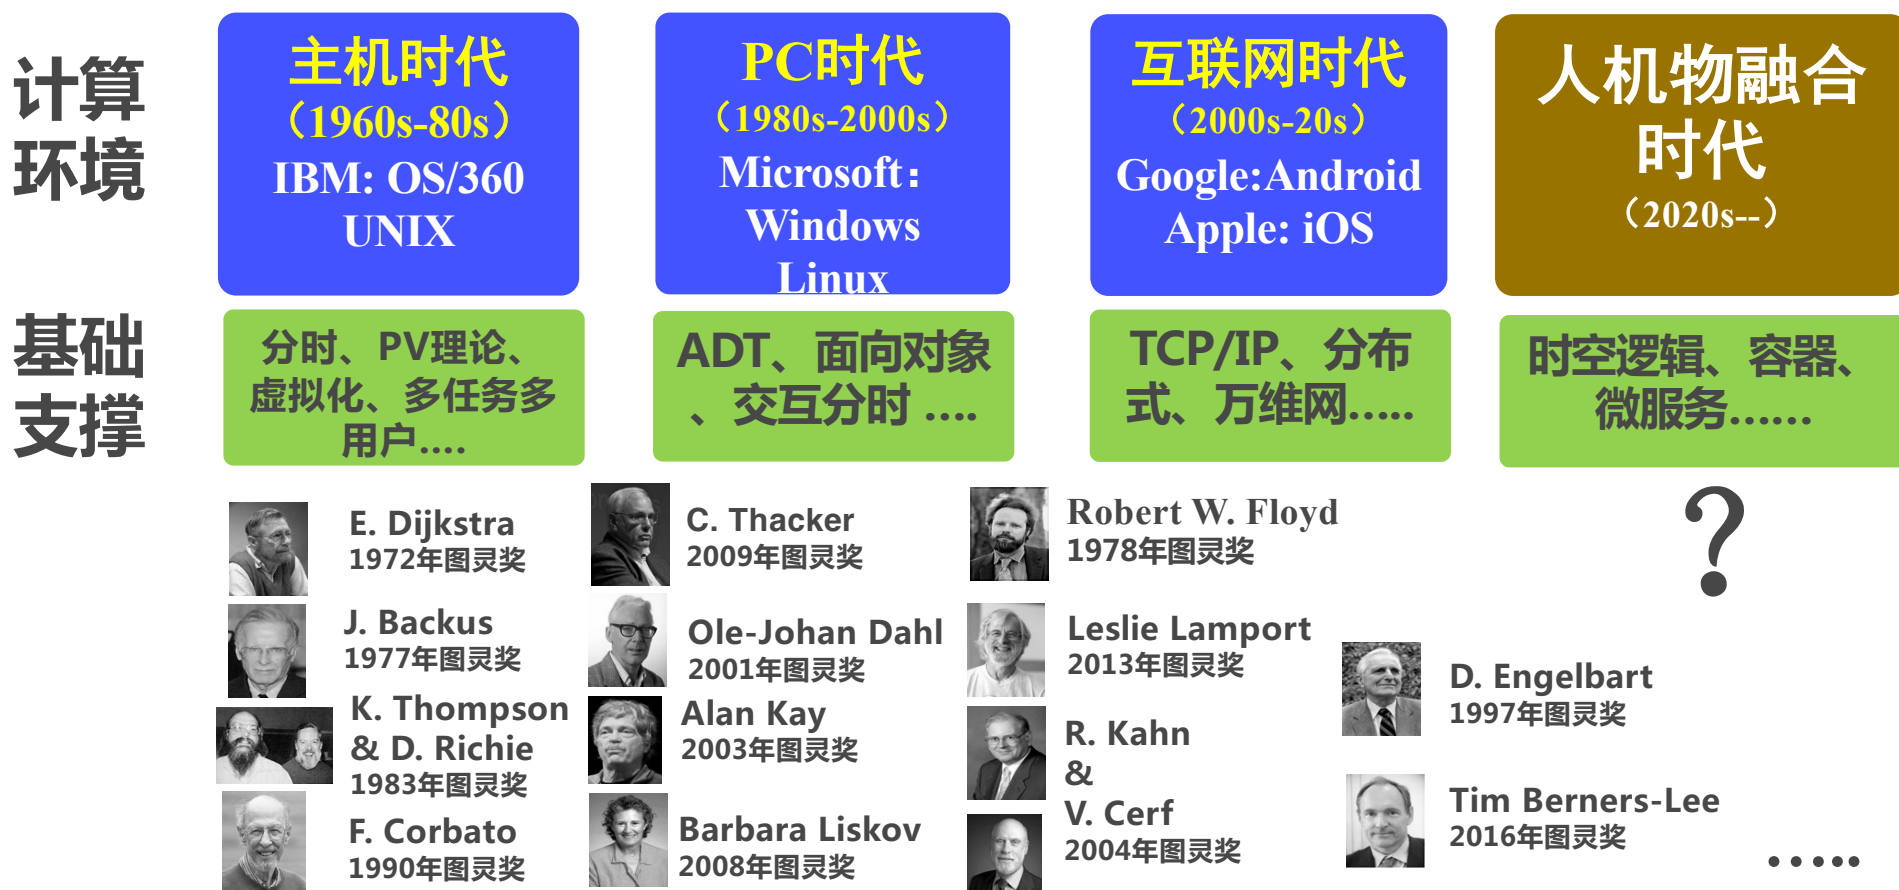 计算
环境
主机时代
（1960s-80s）
IBM: OS/360
UNIX
PC时代
（1980s-2000s）
Microsoft：
Windows
Linux
互联网时代
（2000s-20s）
Google:Android
Apple: iOS
人机物融合
时代
（2020s--）
基础
支撑
分时、PV理论、
虚拟化、多任务多
用户....
ADT、面向对象
、交互分时 ....
TCP/IP、分布
式、万维网.....
时空逻辑、容器、
微服务......
E. Dijkstra
1972年图灵奖
J. Backus
1977年图灵奖
K. Thompson
& D. Richie
1983年图灵奖
F. Corbato
1990年图灵奖
C. Thacker
2009年图灵奖
Ole-Johan Dahl
2001年图灵奖
Alan Kay
2003年图灵奖
Barbara Liskov
2008年图灵奖
Robert W. Floyd
1978年图灵奖
Leslie Lamport
2013年图灵奖
R. Kahn
&
V. Cerf
2004年图灵奖
?
D. Engelbart
1997年图灵奖
Tim Berners-Lee
2016年图灵奖
.....